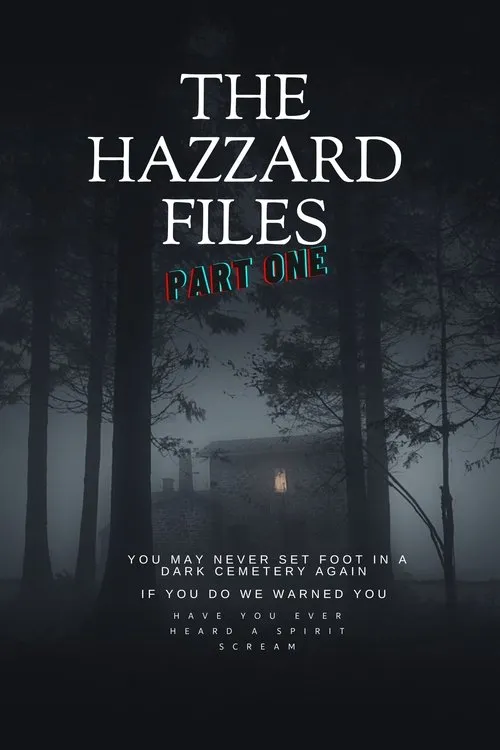 THE
HAZZARD
FILES
PART ONE
YOU MAY NEVER SET FOOT IN A
DARK CEMETERY AGAIN
IF YOU DO WE WARNED YOU
HAVE YOU EVER
HEARD A SPIRIT
SCREAM